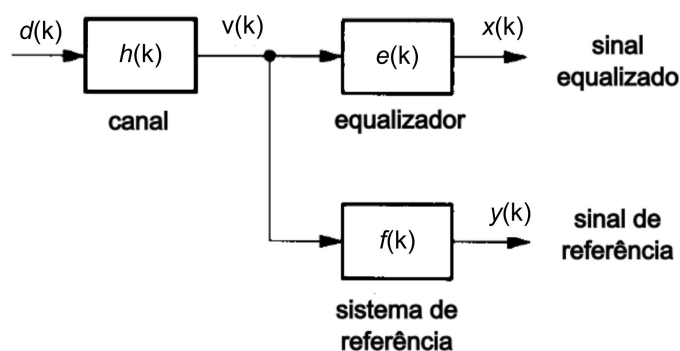 d(k)
h(k)
canal
v(k)
e(k)
equalizador
x(k)
sinal
equalizado
f(k)
sistema de
referência
y(k)
sinal de
referência